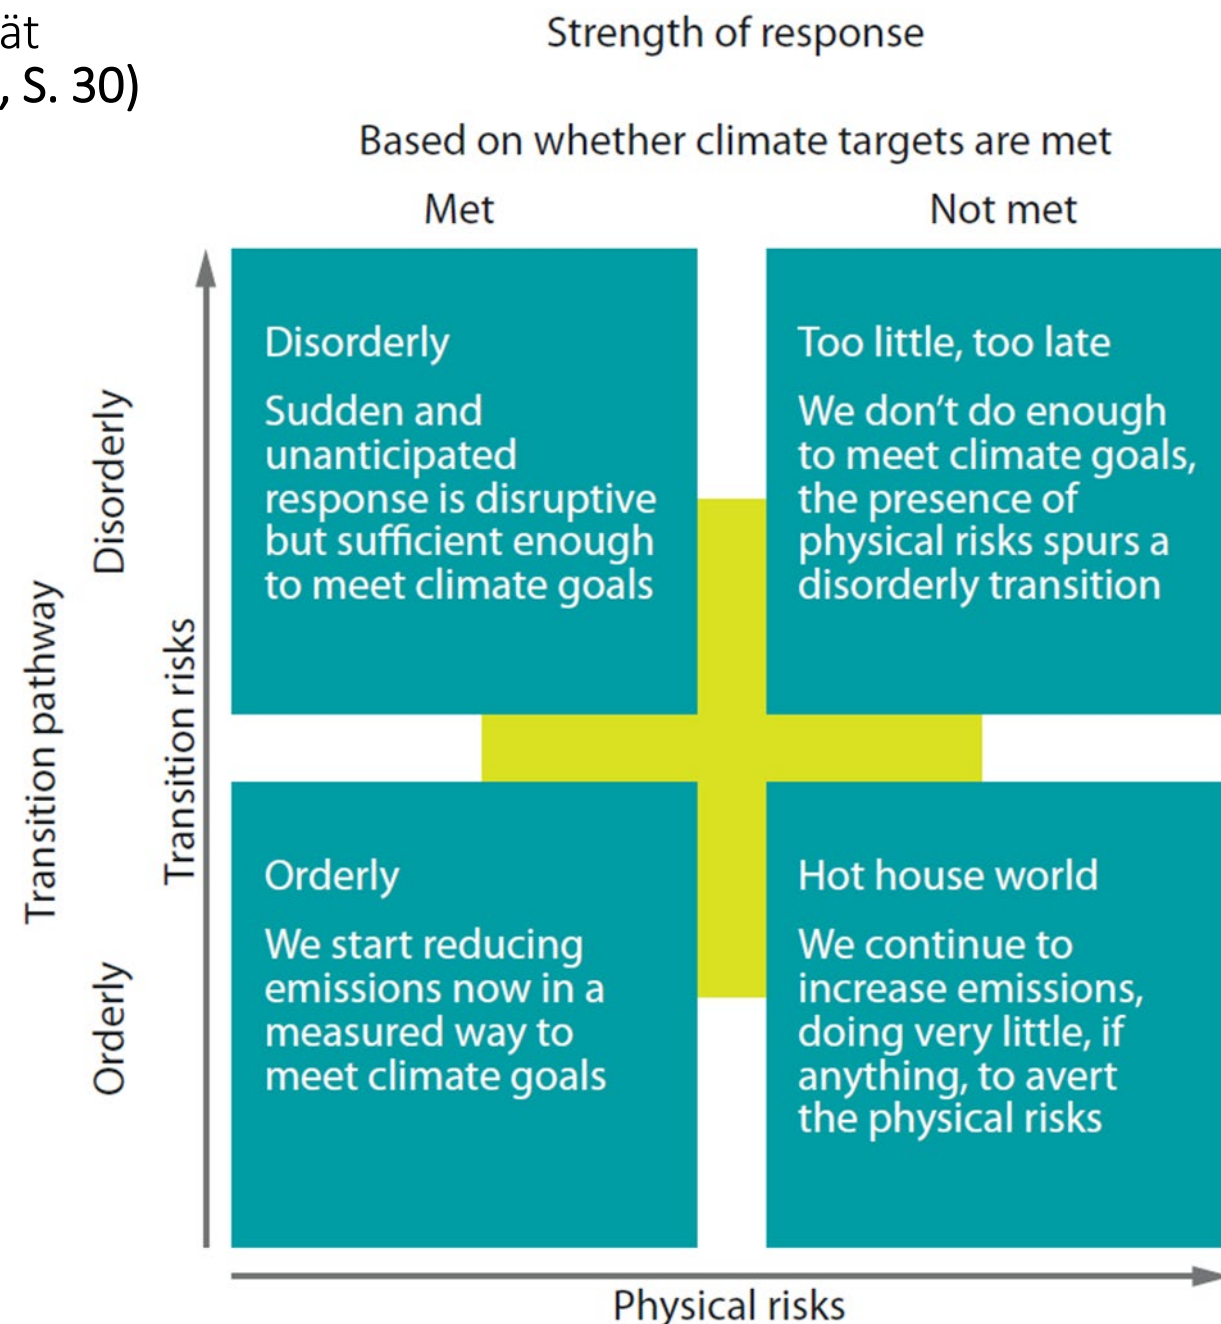 ät
, S. 30)
Strength of response
Based on whether climate targets are met
Met
Not met
Transition pathway
Disorderly
Orderly
Transition risks
Disorderly
Sudden and
unanticipated
response is disruptive
but sufficient enough
to meet climate goals
Too little, too late
We don’t do enough
to meet climate goals,
the presence of
physical risks spurs a
disorderly transition
Orderly
We start reducing
emissions now in a
measured way to
meet climate goals
Hot house world
We continue to
increase emissions,
doing very little, if
anything, to avert
the physical risks
Physical risks